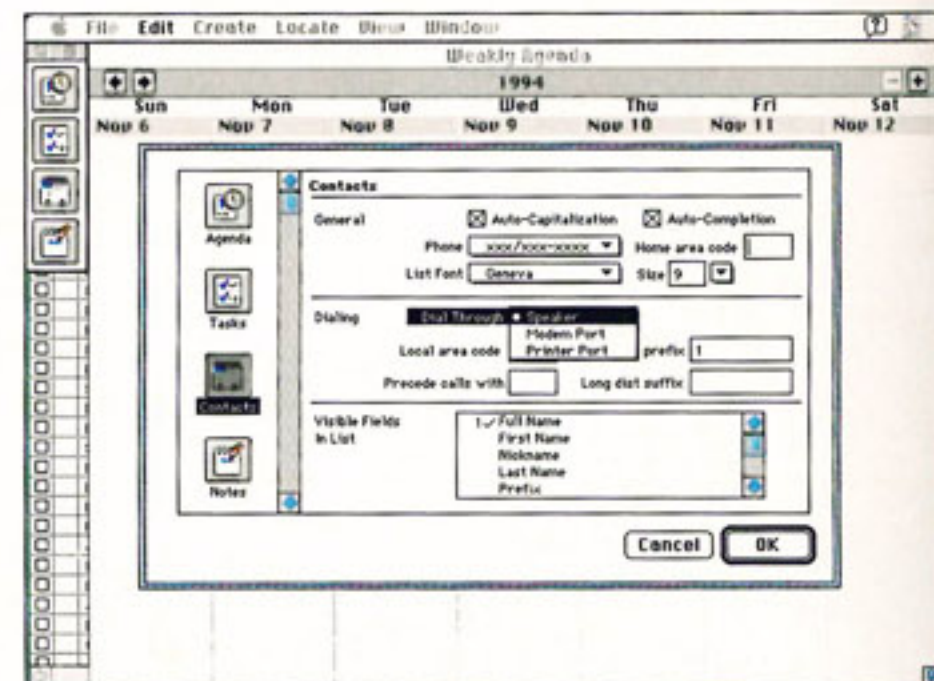 File Edit Create Locate View Window
Weekly Agenda
1994
Sun Mon Tue Wed Thu Fri Sat
Nov 6 Nov 7 Nov 8 Nov 9 Nov 10 Nov 11 Nov 12
Agenda
Tasks
Contacts
Notes
Contacts
General Auto-Capitalization Auto-Completion
Phone xxx/xxx-xxxx Home area code
List Font Geneva Size 9
Dialing Dial Through Speaker
Modem Port
Printer Port
Local area code prefix 1
Precede calls with Long dist suffix
Visible Fields
In List
1 Full Name
First Name
Nickname
Last Name
Prefix
Cancel OK